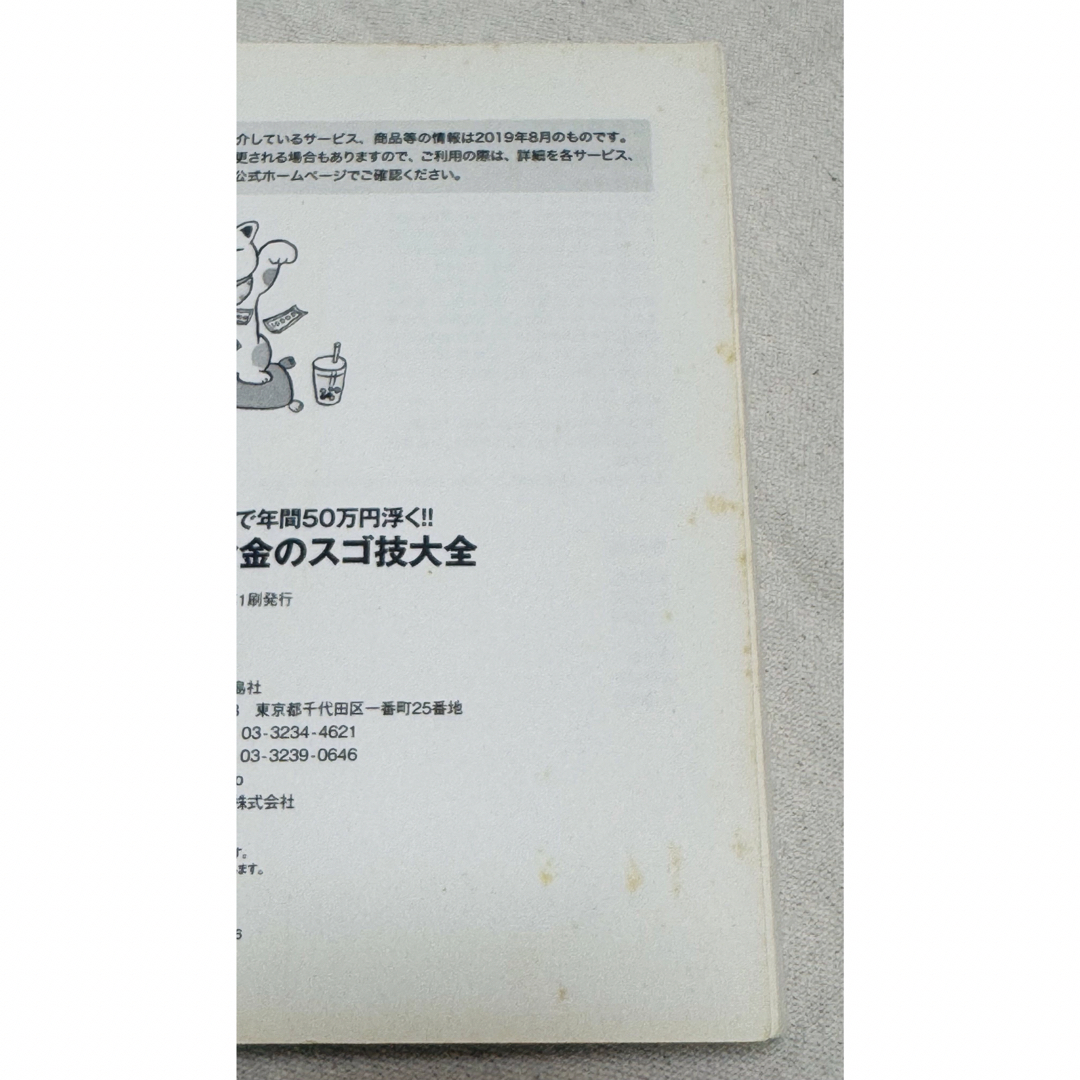 介しているサービス、商品等の情報は2019年8月のものです。
更される場合もありますので、ご利用の際は、詳細を各サービス、
公式ホームページでご確認ください。
10000
で年間50万円浮く!!
金のスゴ技大全
1刷発行
島社
東京都千代田区一番町25番地
03-3234-4621
03-3239-0646
株式会社
す。
ます。
6